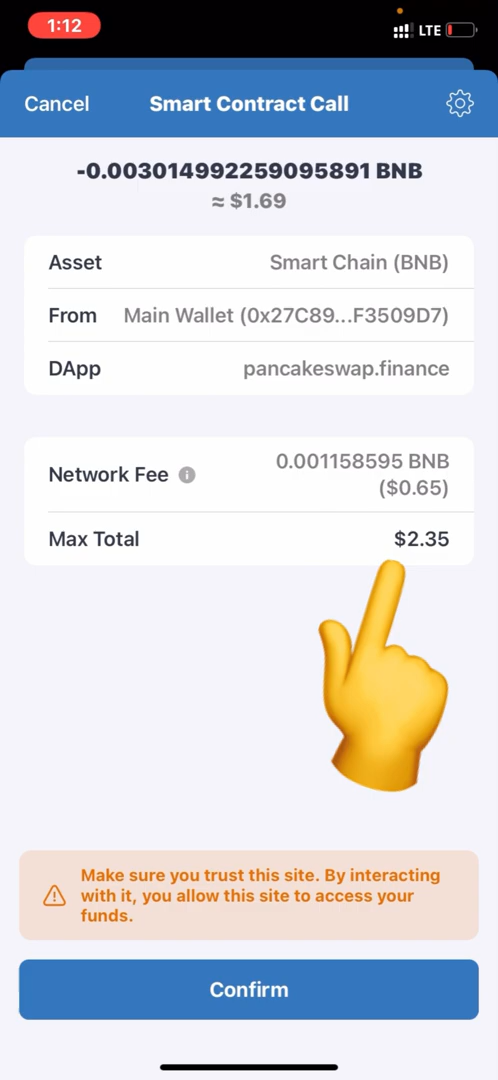 1:12
LTE
Cancel
Smart Contract Call
-0.003014992259095891 BNB
≈ $1.69
Asset
Smart Chain (BNB)
From
Main Wallet (0x27C89...F3509D7)
DApp
pancakeswap.finance
Network Fee
0.001158595 BNB
($0.65)
Max Total
$2.35
Make sure you trust this site. By interacting
with it, you allow this site to access your
funds.
Confirm